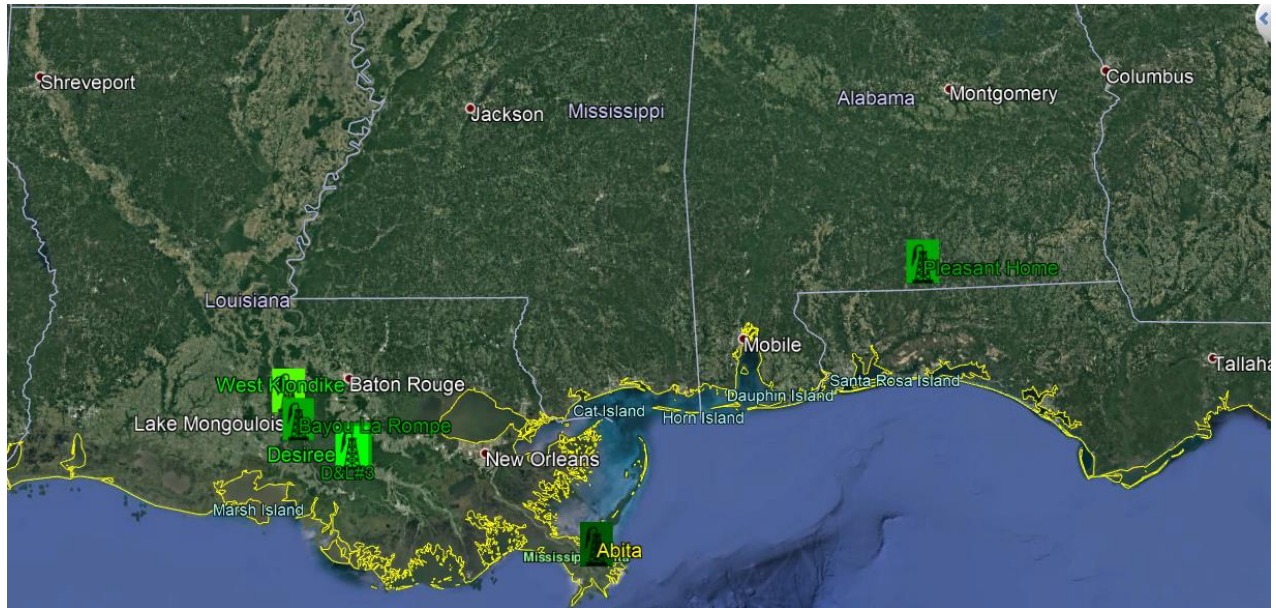 Shreveport
Columbus
Montgomery
Alabama
Jackson
Mississippi
Pleasant Home
Louisiana
Mobile
Tallaha
West Klondike
Baton Rouge
Santa Rosa Island
Dauphin Island
Cat Island
Horn Island
Lake Mongoulois
Bayou La Rompe
Desiree
New Orleans
D&L#3
Marsh Island
Abita